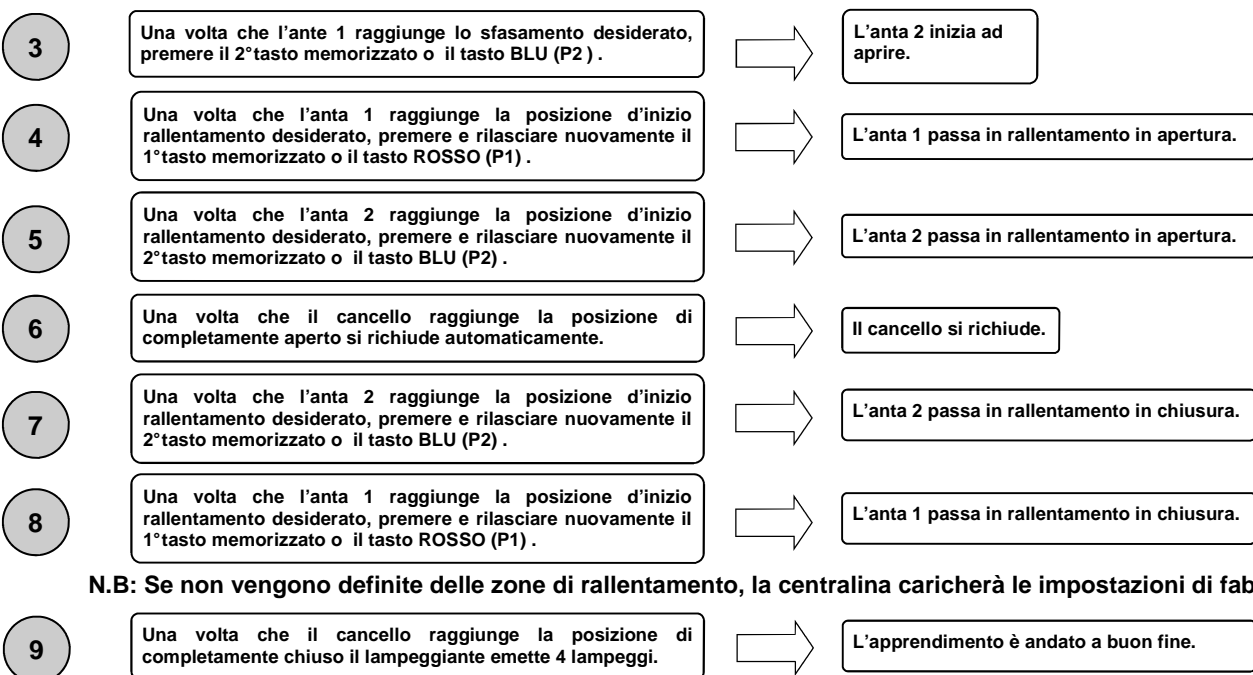 3
Una volta che l'ante 1 raggiunge lo sfasamento desiderato,
premere il 2°tasto memorizzato o il tasto BLU (P2 ) .
L'anta 2 inizia ad
aprire.
4
Una volta che l'anta 1 raggiunge la posizione d'inizio
rallentamento desiderato, premere e rilasciare nuovamente il
1°tasto memorizzato o il tasto ROSSO (P1) .
L'anta 1 passa in rallentamento in apertura.
5
Una volta che l'anta 2 raggiunge la posizione d'inizio
rallentamento desiderato, premere e rilasciare nuovamente il
2°tasto memorizzato o il tasto BLU (P2) .
L'anta 2 passa in rallentamento in apertura.
6
Una volta che il cancello raggiunge la posizione di
completamente aperto si richiude automaticamente.
Il cancello si richiude.
7
Una volta che l'anta 2 raggiunge la posizione d'inizio
rallentamento desiderato, premere e rilasciare nuovamente il
2°tasto memorizzato o il tasto BLU (P2) .
L'anta 2 passa in rallentamento in chiusura.
8
Una volta che l'anta 1 raggiunge la posizione d'inizio
rallentamento desiderato, premere e rilasciare nuovamente il
1°tasto memorizzato o il tasto ROSSO (P1) .
L'anta 1 passa in rallentamento in chiusura.
N.B: Se non vengono definite delle zone di rallentamento, la centralina caricherà le impostazioni di fab
9
Una volta che il cancello raggiunge la posizione di
completamente chiuso il lampeggiante emette 4 lampeggi.
L'apprendimento è andato a buon fine.